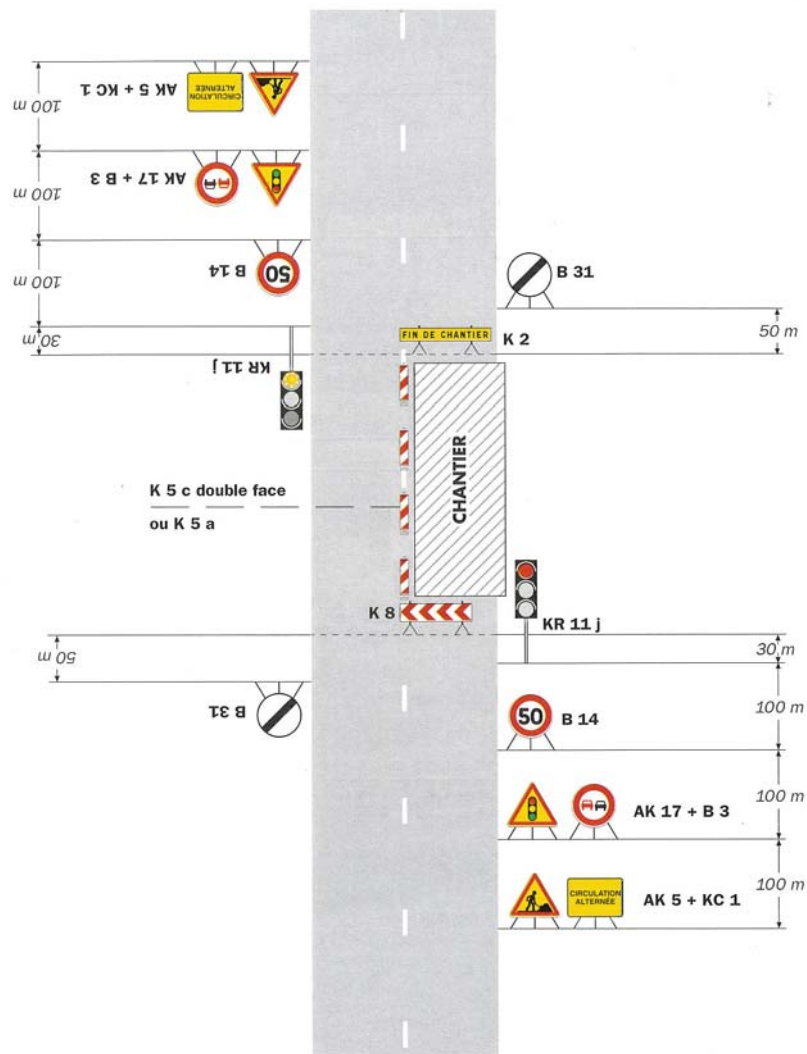 AK 5 + KC 1
CIRCULATION
ALTERNÉE
100 m
AK 17 + B 3
100 m
B 14
50
100 m
B 31
50 m
FIN DE CHANTIER
K 2
30 m
KR 11 j
CHANTIER
K 5 c double face
ou K 5 a
K 8
KR 11 j
30 m
50 m
B 31
50
B 14
100 m
AK 17 + B 3
100 m
CIRCULATION
ALTERNÉE
AK 5 + KC 1
100 m